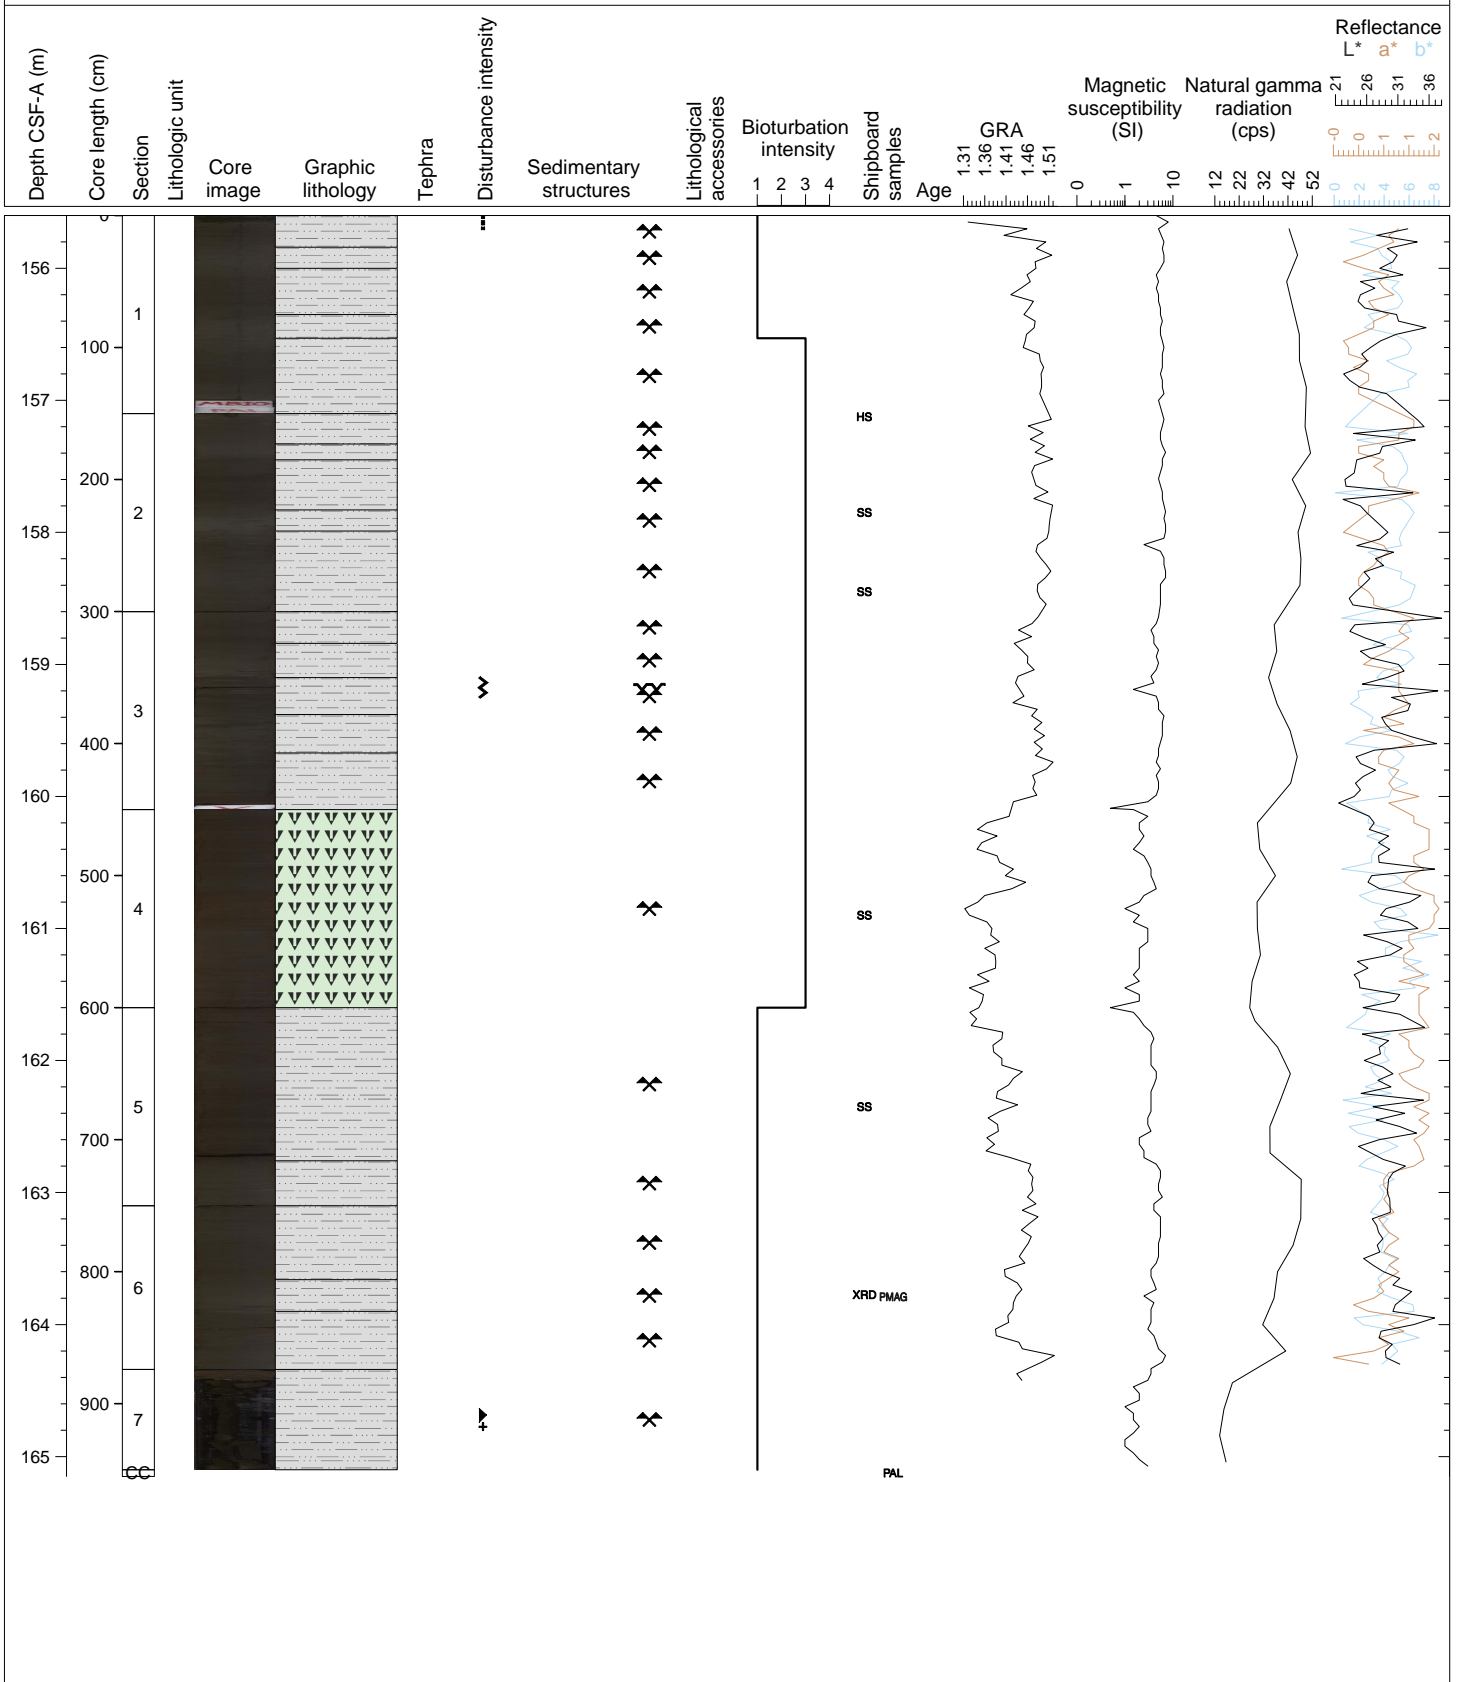 Depth CSF-A (m)
Core length (cm)
Section
Lithologic unit
Core
image
Graphic
lithology
Tephra
Disturbance intensity
Sedimentary
structures
Lithological
accessories
Bioturbation
intensity
1 2 3 4
Shipboard
samples
Age
GRA
1.31 1.36 1.41 1.46 1.51
Magnetic
susceptibility
(SI)
0 1 10
Natural gamma
radiation
(cps)
12 22 32 42 52
Reflectance
L* a* b*
21 26 31 36
-0 0 1 1 2
0 2 4 6 8
0
156
1
100
157
HS
200
2
SS
158
SS
300
159
3
400
160
500
4
SS
161
600
162
5
SS
700
163
800
6
XRD PMAG
164
900
7
165
CC
PAL